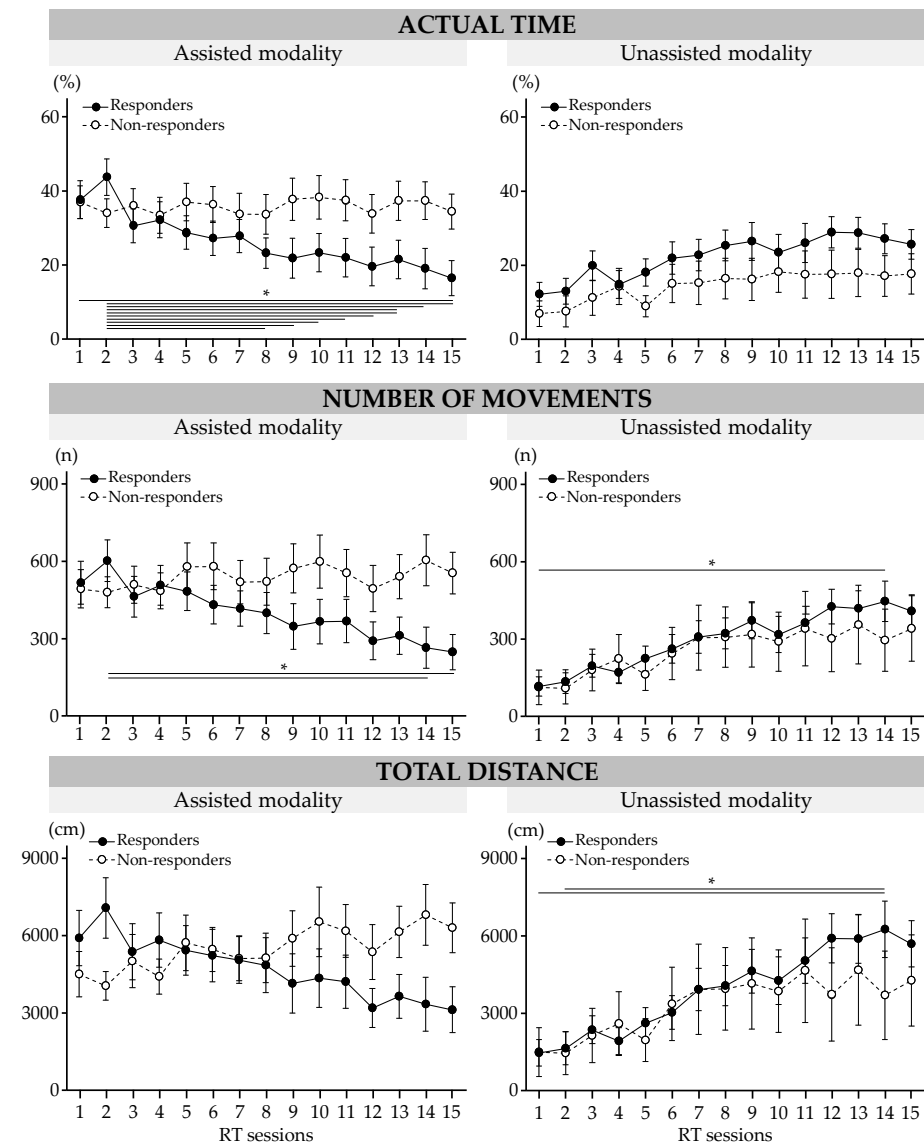 ACTUAL TIME
Assisted modality
Unassisted modality
(%)
Responders
Non-responders
60
40
20
0
*
1 2 3 4 5 6 7 8 9 10 11 12 13 14 15
(%)
Responders
Non-responders
60
40
20
0
1 2 3 4 5 6 7 8 9 10 11 12 13 14 15
NUMBER OF MOVEMENTS
Assisted modality
Unassisted modality
(n)
Responders
Non-responders
900
600
300
0
*
1 2 3 4 5 6 7 8 9 10 11 12 13 14 15
(n)
Responders
Non-responders
900
600
300
0
*
1 2 3 4 5 6 7 8 9 10 11 12 13 14 15
TOTAL DISTANCE
Assisted modality
Unassisted modality
(cm)
Responders
Non-responders
9000
6000
3000
0
1 2 3 4 5 6 7 8 9 10 11 12 13 14 15
RT sessions
(cm)
Responders
Non-responders
9000
6000
3000
0
*
1 2 3 4 5 6 7 8 9 10 11 12 13 14 15
RT sessions